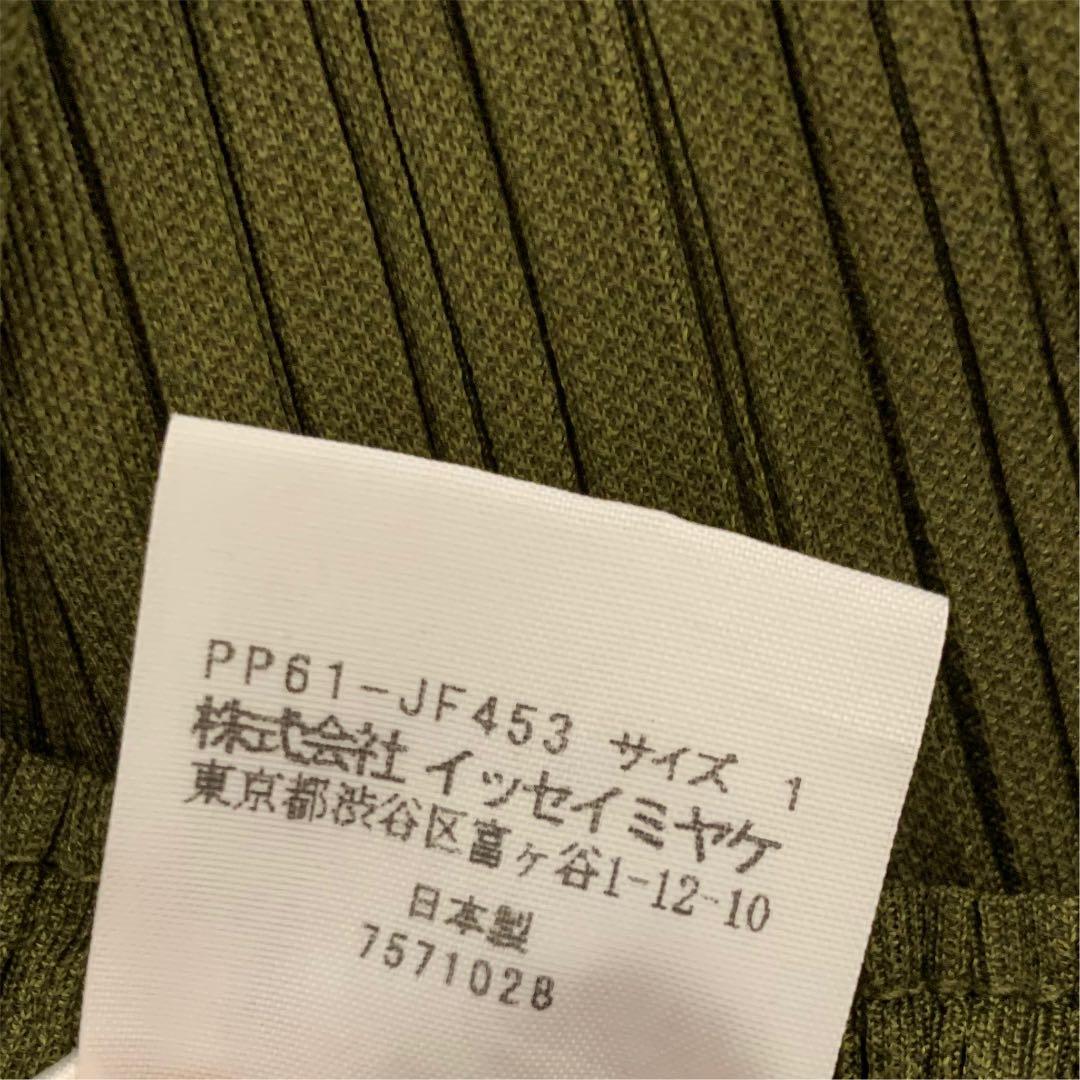 PP61-JF453 サイズ 1
株式会社 イッセイミヤケ
東京都渋谷区富ヶ谷1-12-10
日本製
7571028